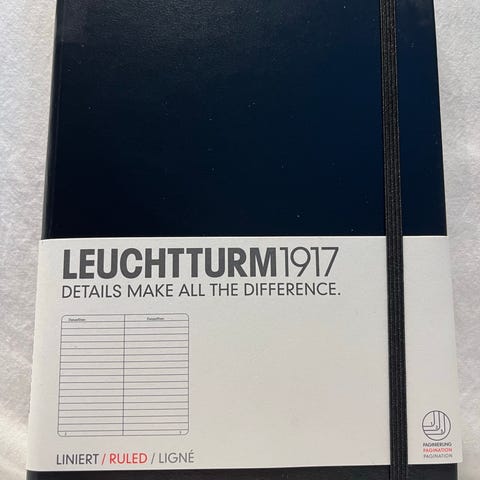 LEUCHTTURM1917
DETAILS MAKE ALL THE DIFFERENCE.
LINIERT / RULED / LIGNÉ
PAGINIERUNG
PAGINATION
PAGINATION